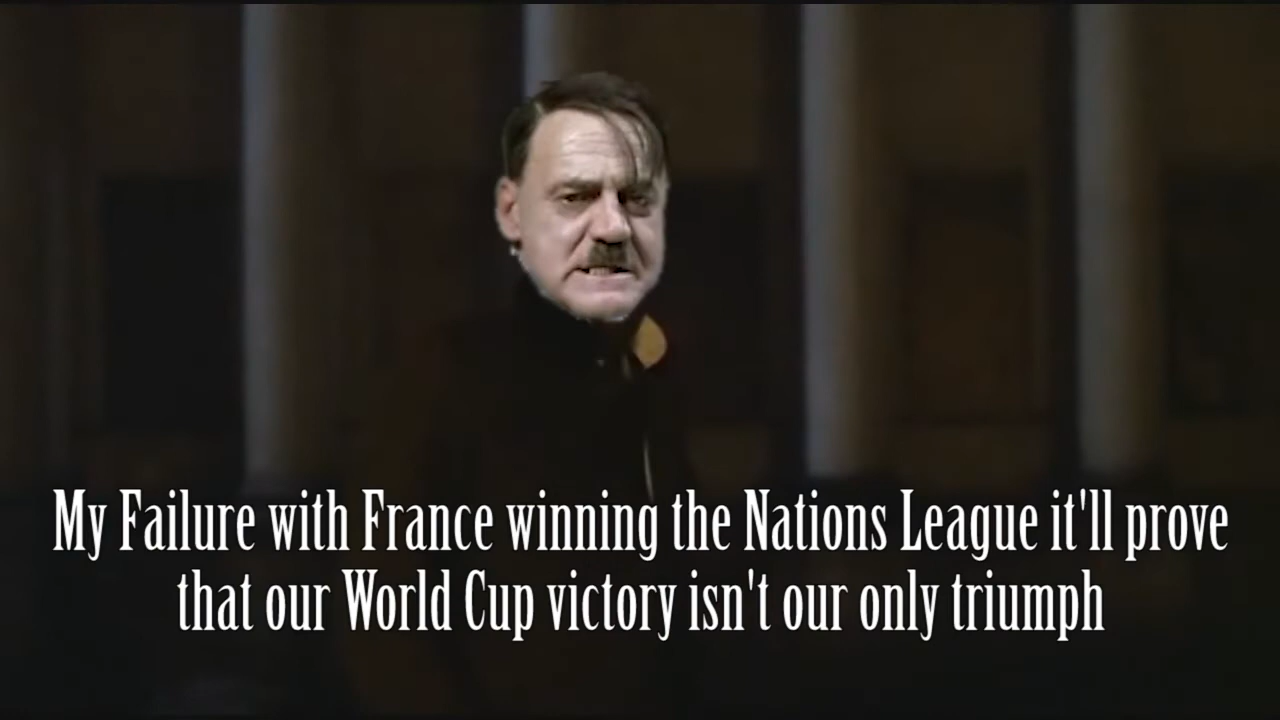 My Failure with France winning the Nations League it'll prove
that our World Cup victory isn't our only triumph